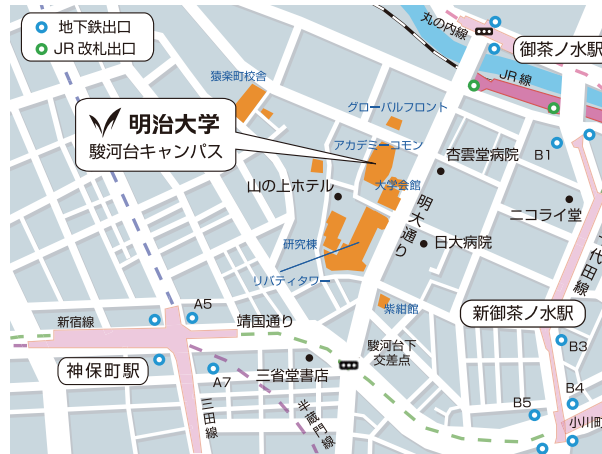 地下鉄出口
JR 改札出口
丸の内線
御茶ノ水駅
JR 線
猿楽町校舎
グローバルフロント
明治大学
駿河台キャンパス
アカデミーコモン
杏雲堂病院
B1
山の上ホテル
大学会館
ニコライ堂
明大通り
日大病院
研究棟
リバティタワー
千代田線
紫紺館
新御茶ノ水駅
A5
新宿線
靖国通り
駿河台下
交差点
B3
神保町駅
A7
三省堂書店
B4
B5
小川町
三田線
半蔵門線